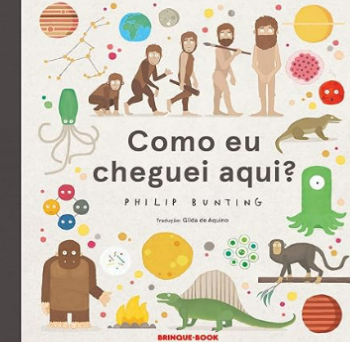 Como eu
cheguei aqui?
PHILIP BUNTING
Tradução: Gilda de Aquino
BRINQUE-BOOK